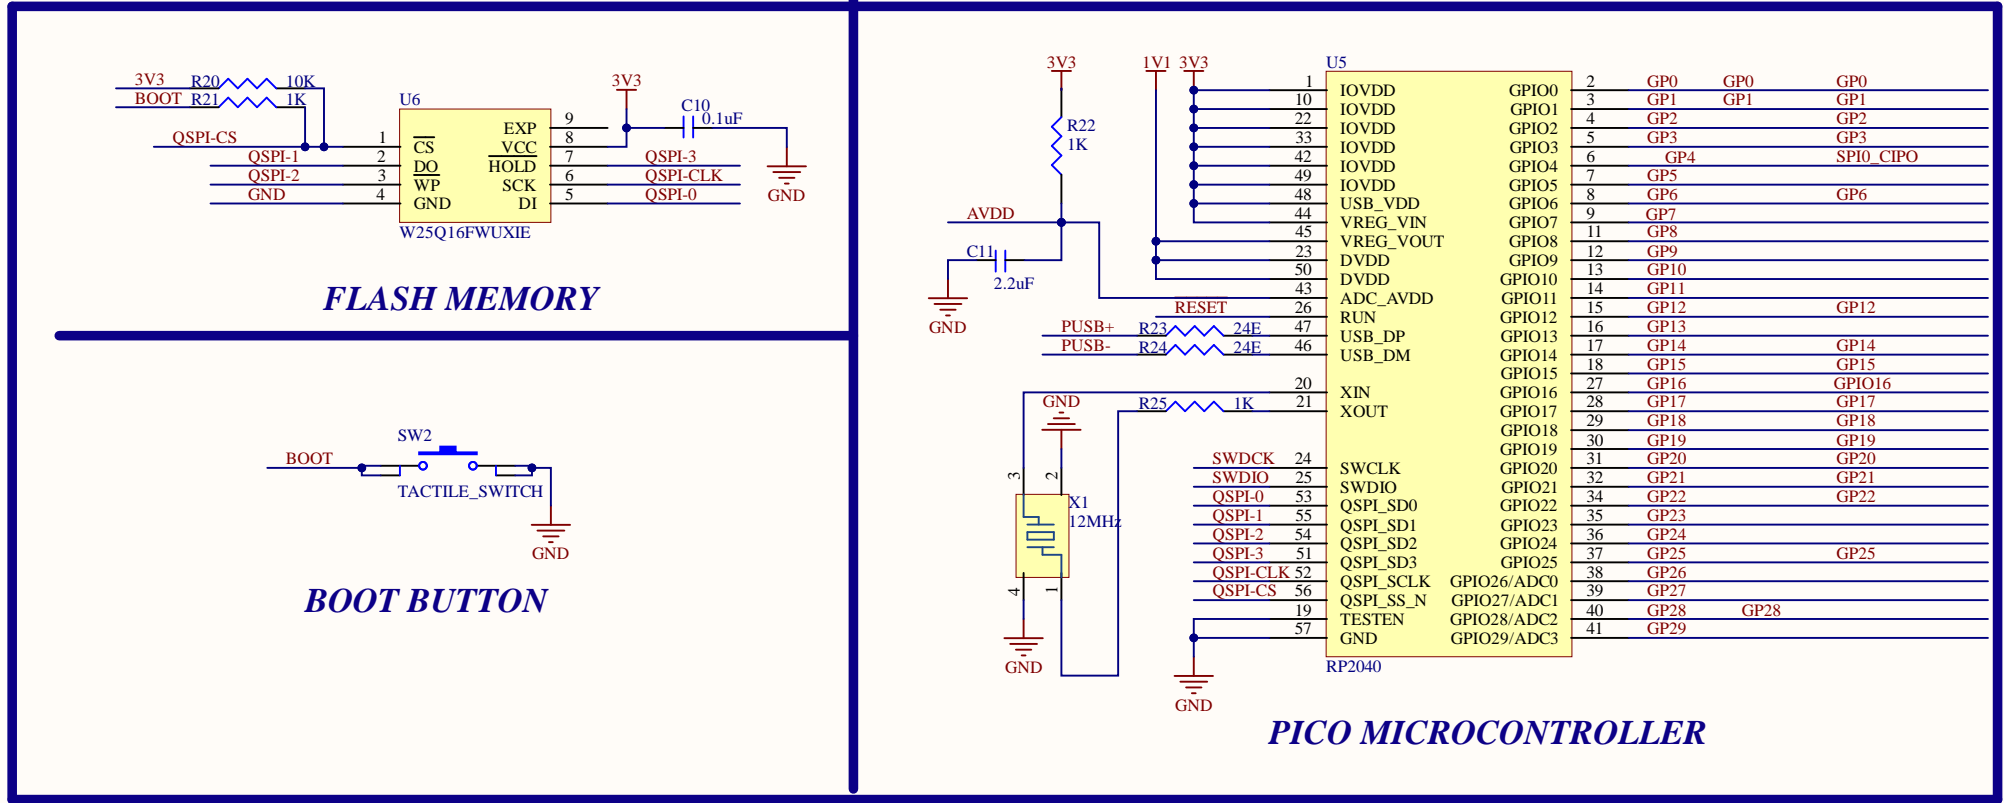 3V3 R20 10K
BOOT R21 1K
QSPI-CS
QSPI-1
QSPI-2
GND
U6
1 CS EXP 9
2 DO VCC 8
3 WP HOLD 7
4 GND SCK 6
DI 5
W25Q16FWUXIE
3V3
C10
0.1uF
GND
QSPI-3
QSPI-CLK
QSPI-0
FLASH MEMORY
SW2
BOOT
TACTILE_SWITCH
GND
BOOT BUTTON
3V3 1V1 3V3
R22
1K
AVDD
C11
2.2uF
GND
RESET
PUSB+ R23 24E
PUSB- R24 24E
GND
R25 1K
3 2
X1
12MHz
4 1
GND
SWDCK
SWDIO
QSPI-0
QSPI-1
QSPI-2
QSPI-3
QSPI-CLK
QSPI-CS
GND
U5
1 IOVDD GPIO0 2 GP0 GP0 GP0
10 IOVDD GPIO1 3 GP1 GP1 GP1
22 IOVDD GPIO2 4 GP2 GP2
33 IOVDD GPIO3 5 GP3 GP3
42 IOVDD GPIO4 6 GP4 SPI0_CIPO
49 IOVDD GPIO5 7 GP5
48 USB_VDD GPIO6 8 GP6 GP6
44 VREG_VIN GPIO7 9 GP7
45 VREG_VOUT GPIO8 11 GP8
23 DVDD GPIO9 12 GP9
50 DVDD GPIO10 13 GP10
43 ADC_AVDD GPIO11 14 GP11
26 RUN GPIO12 15 GP12 GP12
47 USB_DP GPIO13 16 GP13
46 USB_DM GPIO14 17 GP14 GP14
GPIO15 18 GP15 GP15
20 XIN GPIO16 27 GP16 GPIO16
21 XOUT GPIO17 28 GP17 GP17
GPIO18 29 GP18 GP18
GPIO19 30 GP19 GP19
24 SWCLK GPIO20 31 GP20 GP20
25 SWDIO GPIO21 32 GP21 GP21
53 QSPI_SD0 GPIO22 34 GP22 GP22
55 QSPI_SD1 GPIO23 35 GP23
54 QSPI_SD2 GPIO24 36 GP24
51 QSPI_SD3 GPIO25 37 GP25 GP25
52 QSPI_SCLK GPIO26/ADC0 38 GP26
56 QSPI_SS_N GPIO27/ADC1 39 GP27
19 TESTEN GPIO28/ADC2 40 GP28 GP28
57 GND GPIO29/ADC3 41 GP29
RP2040
PICO MICROCONTROLLER